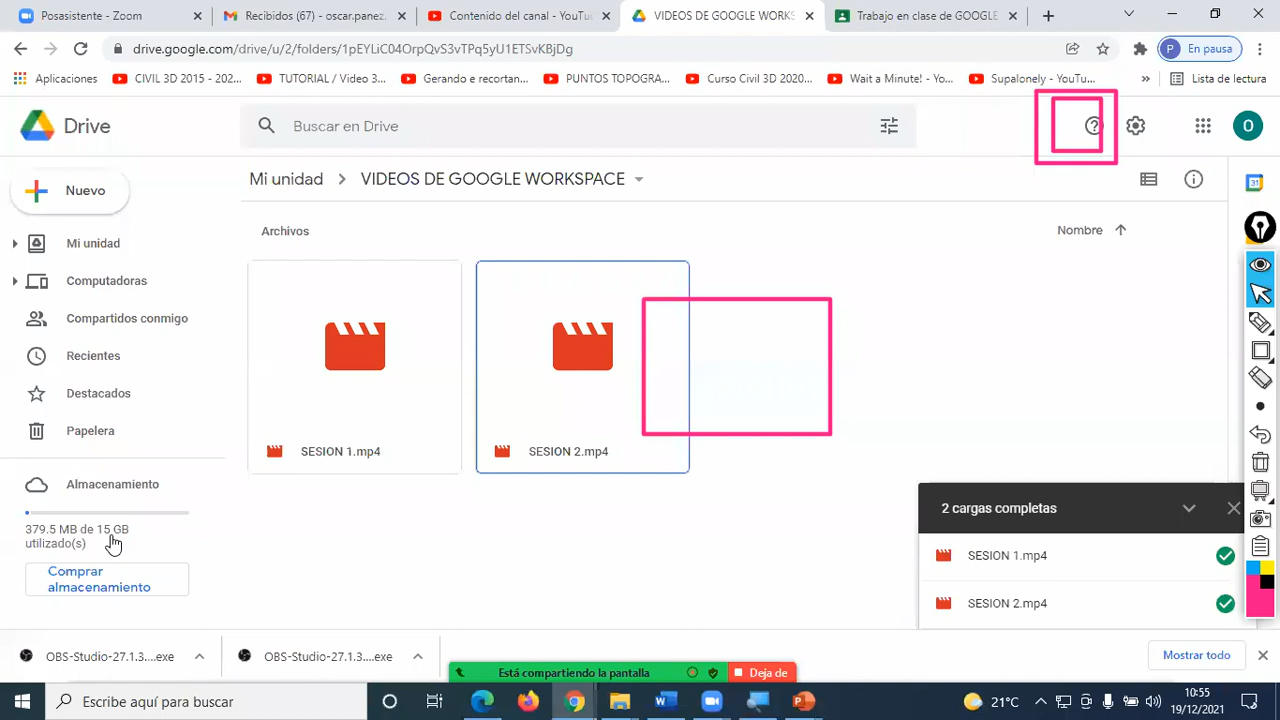 Posasistente - Zoom
Recibidos (67) - oscar.panez.
Contenido del canal - YouTu
VIDEOS DE GOOGLE WORKS
Trabajo en clase de GOOGLE
drive.google.com/drive/u/2/folders/1pEYLiC04OrpQvS3vTPq5yU1ETSvKBjDg
P
En pausa
Aplicaciones
CIVIL 3D 2015 - 202...
TUTORIAL / Video 3...
Gerando e recortan...
PUNTOS TOPOGRA...
Curso Civil 3D 2020...
Wait a Minute! - Yo...
Supalonely - YouTu...
»
Lista de lectura
Drive
Buscar en Drive
O
Nuevo
Mi unidad
VIDEOS DE GOOGLE WORKSPACE
31
Mi unidad
Computadoras
Compartidos conmigo
Recientes
Destacados
Papelera
Almacenamiento
379.5 MB de 15 GB
utilizado(s)
Comprar
almacenamiento
Archivos
Nombre
SESION 1.mp4
SESION 2.mp4
2 cargas completas
SESION 1.mp4
SESION 2.mp4
OBS-Studio-27.1.3....exe
OBS-Studio-27.1.3....exe
Mostrar todo
Está compartiendo la pantalla
Deja de
Escribe aquí para buscar
21°C
10:55
19/12/2021